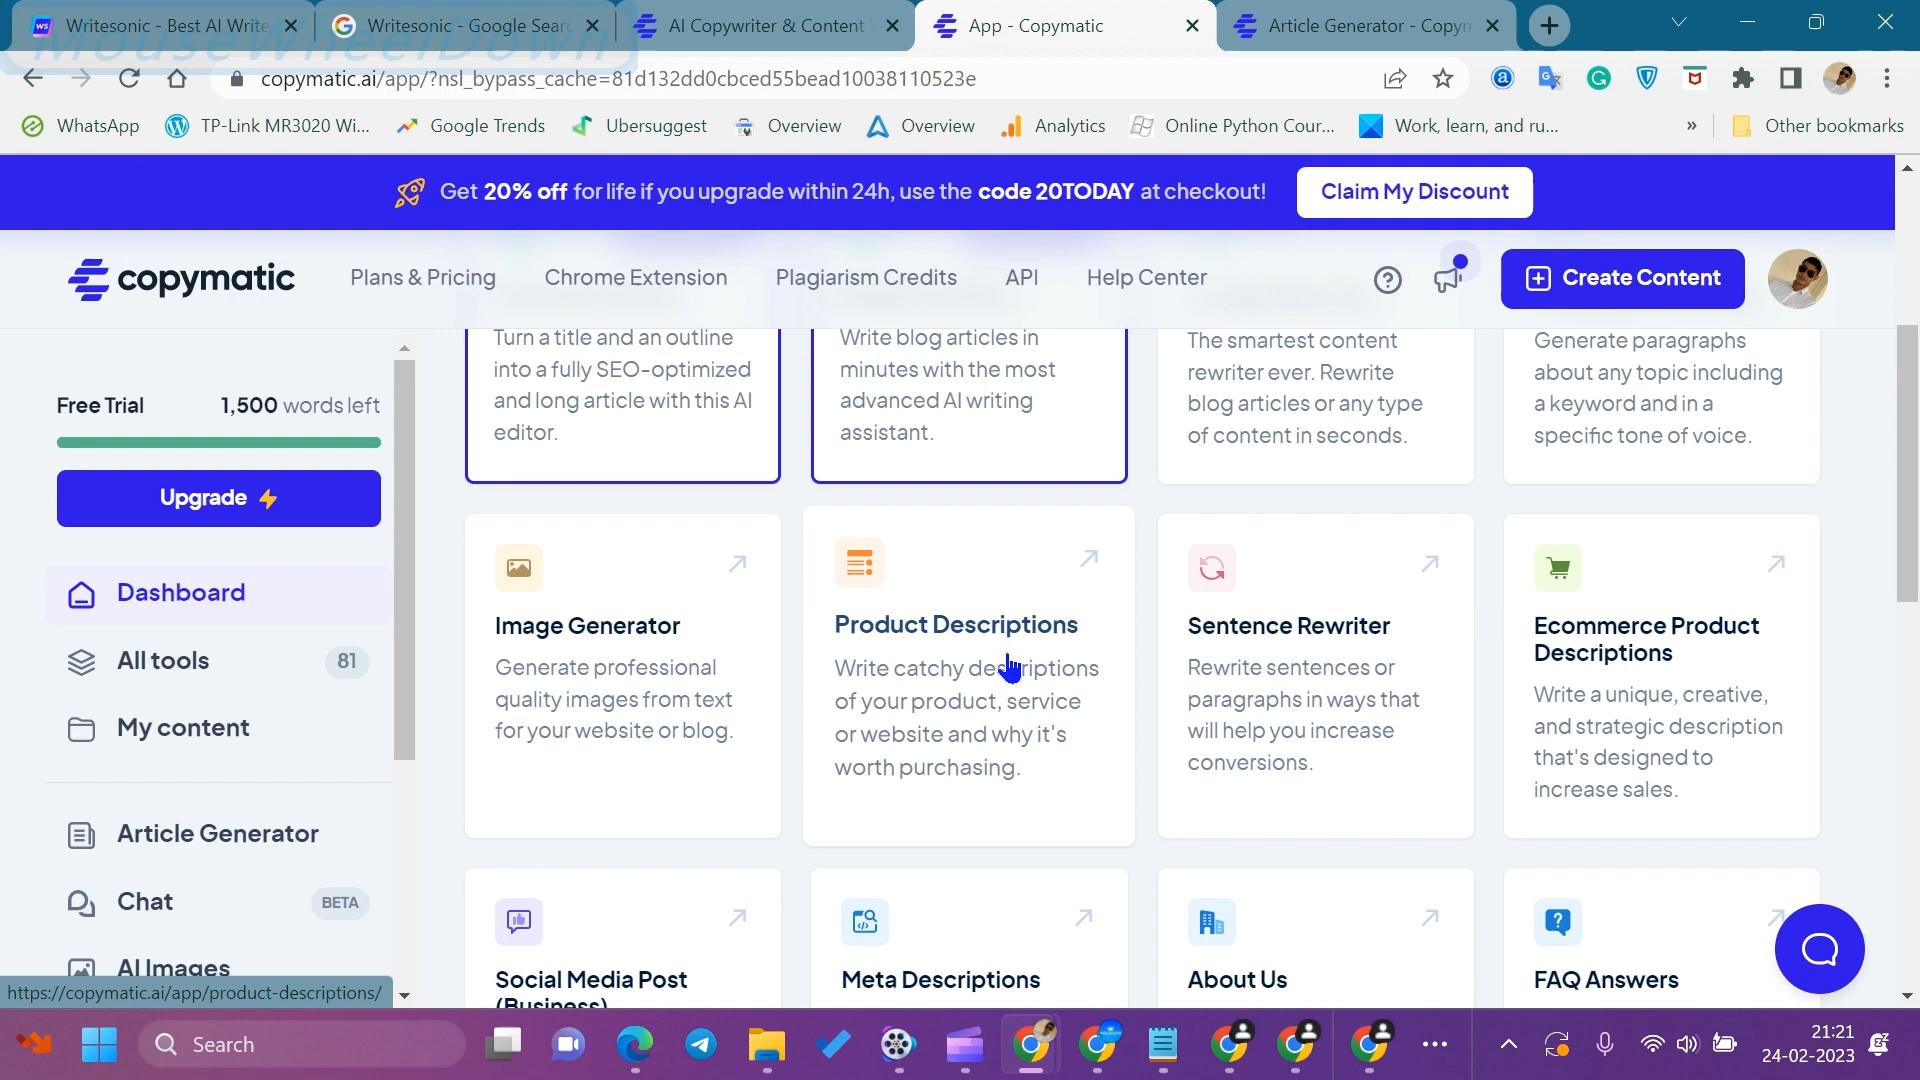 Writesonic - Best AI Write
Writesonic - Google Searc
AI Copywriter & Content
App - Copymatic
Article Generator - Copym
MouseWheelDown
copymatic.ai/app/?nsl_bypass_cache=81d132dd0cbced55bead10038110523e
WhatsApp
TP-Link MR3020 Wi...
Google Trends
Ubersuggest
Overview
Overview
Analytics
Online Python Cour...
Work, learn, and ru...
»
Other bookmarks
Get 20% off for life if you upgrade within 24h, use the code 20TODAY at checkout!
Claim My Discount
copymatic
Plans & Pricing
Chrome Extension
Plagiarism Credits
API
Help Center
Create Content
Free Trial
1,500 words left
Upgrade
Dashboard
All tools
81
My content
Article Generator
Chat
BETA
AI Images
https://copymatic.ai/app/product-descriptions/
Turn a title and an outline
into a fully SEO-optimized
and long article with this AI
editor.
Write blog articles in
minutes with the most
advanced AI writing
assistant.
The smartest content
rewriter ever. Rewrite
blog articles or any type
of content in seconds.
Generate paragraphs
about any topic including
a keyword and in a
specific tone of voice.
Image Generator
Generate professional
quality images from text
for your website or blog.
Product Descriptions
Write catchy descriptions
of your product, service
or website and why it's
worth purchasing.
Sentence Rewriter
Rewrite sentences or
paragraphs in ways that
will help you increase
conversions.
Ecommerce Product
Descriptions
Write a unique, creative,
and strategic description
that's designed to
increase sales.
Social Media Post
(Business)
Meta Descriptions
About Us
FAQ Answers
Search
21:21
24-02-2023